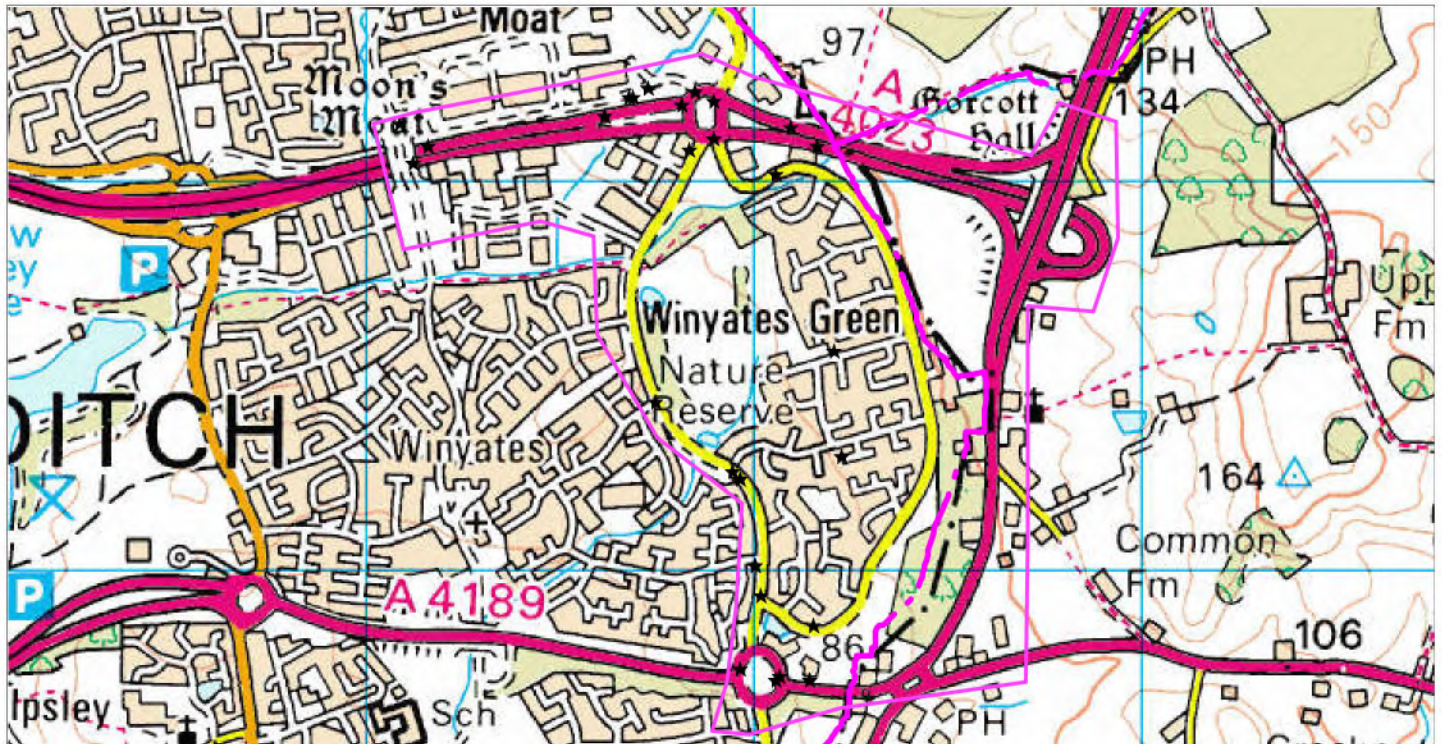 Moat
97
PH
Moon's
Moat
A
4023
Gorcott
Hall
134
150
w
ey
e
P
Upp
Fm
Winyates Green
Nature
Reserve
DITCH
Winyates
164
Common
Fm
P
A 4189
86
106
Ipsley
Sch
PH